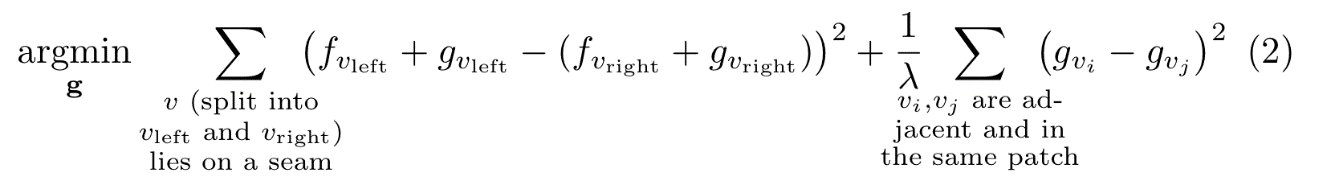 argmin ∑ (f_{v_left} + g_{v_left} − (f_{v_right} + g_{v_right}))² + 1/λ ∑ (g_{v_i} − g_{v_j})² (2)
g
v (split into
v_left and v_right)
lies on a seam
v_i,v_j are ad-
jacent and in
the same patch